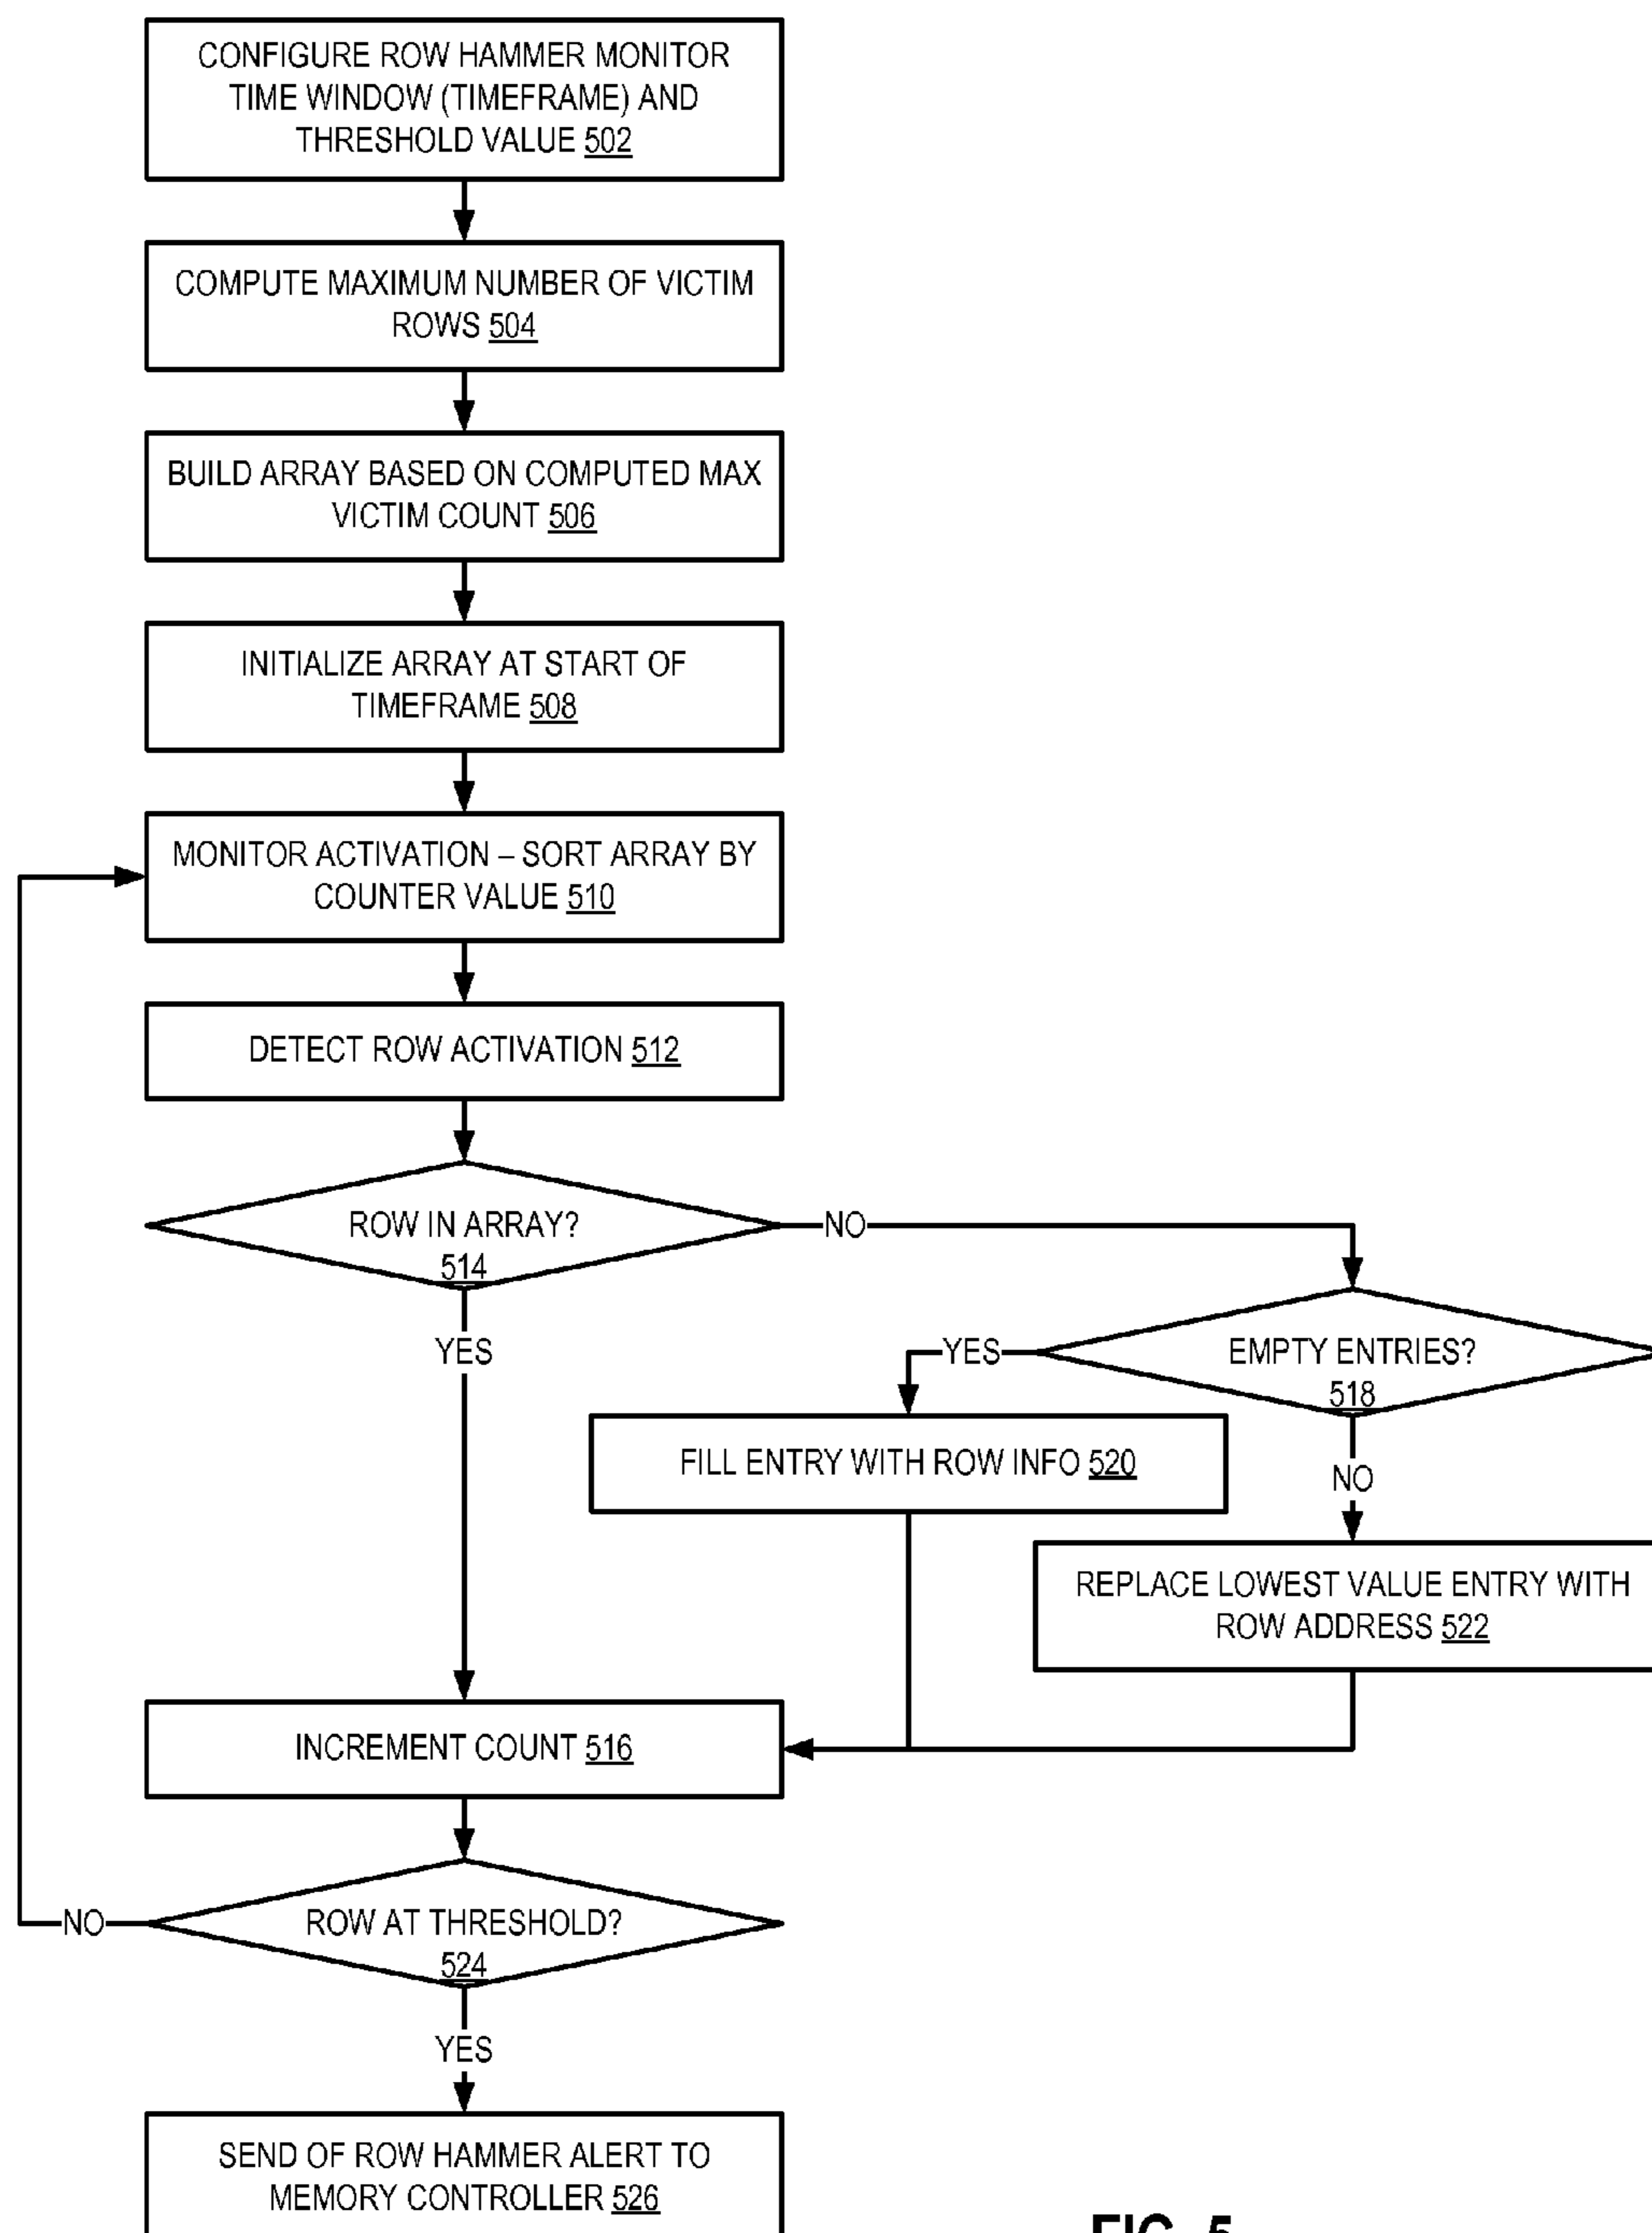 CONFIGURE ROW HAMMER MONITOR
TIME WINDOW (TIMEFRAME) AND
THRESHOLD VALUE 502
COMPUTE MAXIMUM NUMBER OF VICTIM
ROWS 504
BUILD ARRAY BASED ON COMPUTED MAX
VICTIM COUNT 506
INITIALIZE ARRAY AT START OF
TIMEFRAME 508
MONITOR ACTIVATION – SORT ARRAY BY
COUNTER VALUE 510
DETECT ROW ACTIVATION 512
ROW IN ARRAY?
514
NO
YES
EMPTY ENTRIES?
518
YES
FILL ENTRY WITH ROW INFO 520
NO
REPLACE LOWEST VALUE ENTRY WITH
ROW ADDRESS 522
INCREMENT COUNT 516
ROW AT THRESHOLD?
524
NO
YES
SEND OF ROW HAMMER ALERT TO
MEMORY CONTROLLER 526
FIG. 5